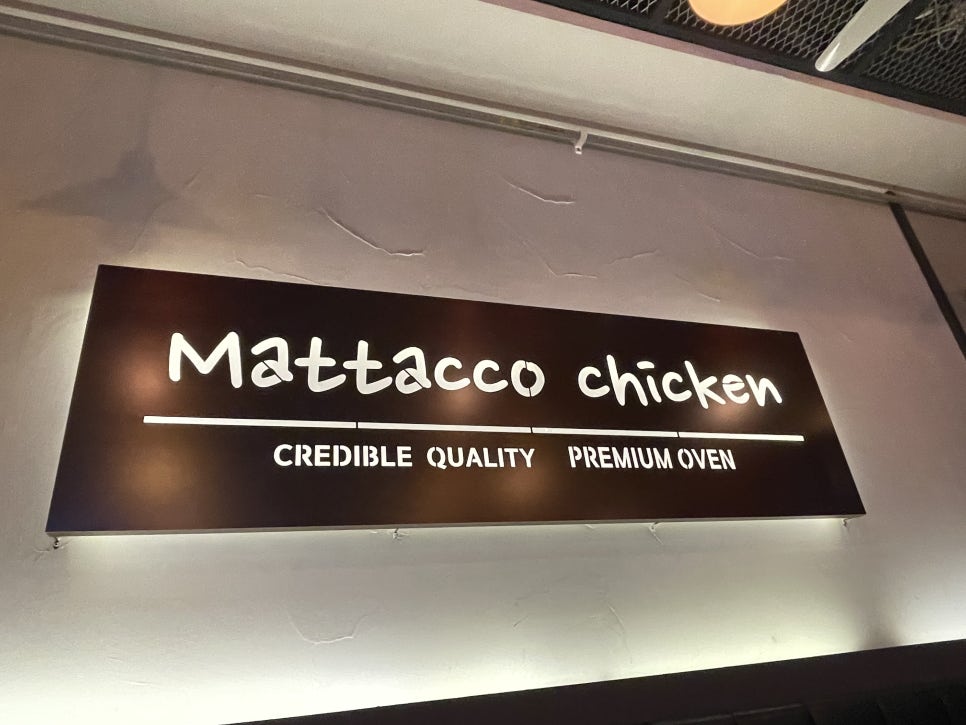 Mattacco chicken
CREDIBLE QUALITY PREMIUM OVEN